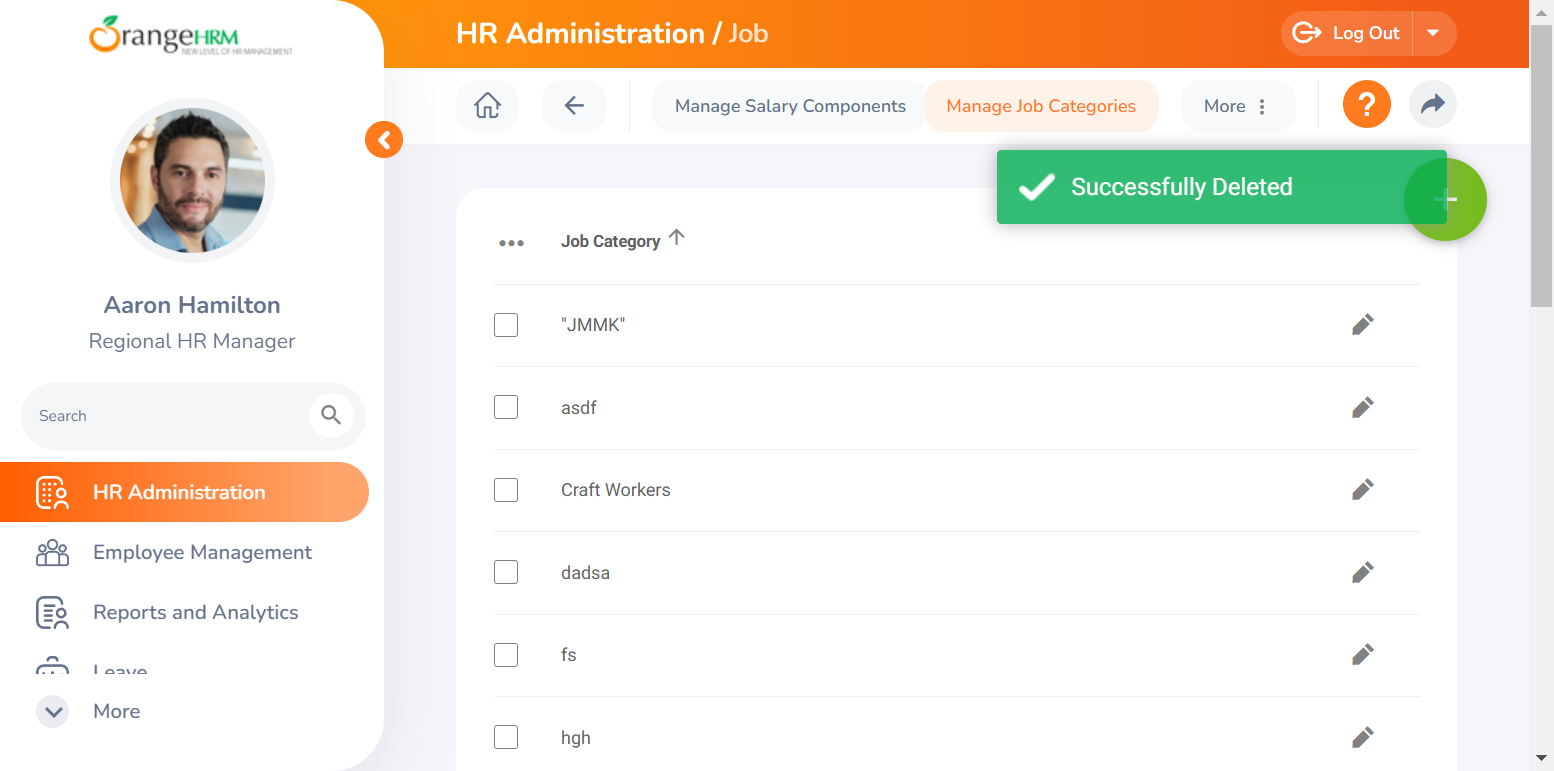 OrangeHRM
NEW LEVEL OF HR MANAGEMENT
HR Administration / Job
Log Out
Manage Salary Components
Manage Job Categories
More
?
Successfully Deleted
Aaron Hamilton
Regional HR Manager
Search
HR Administration
Employee Management
Reports and Analytics
Leave
More
Job Category
"JMMK"
asdf
Craft Workers
dadsa
fs
hgh